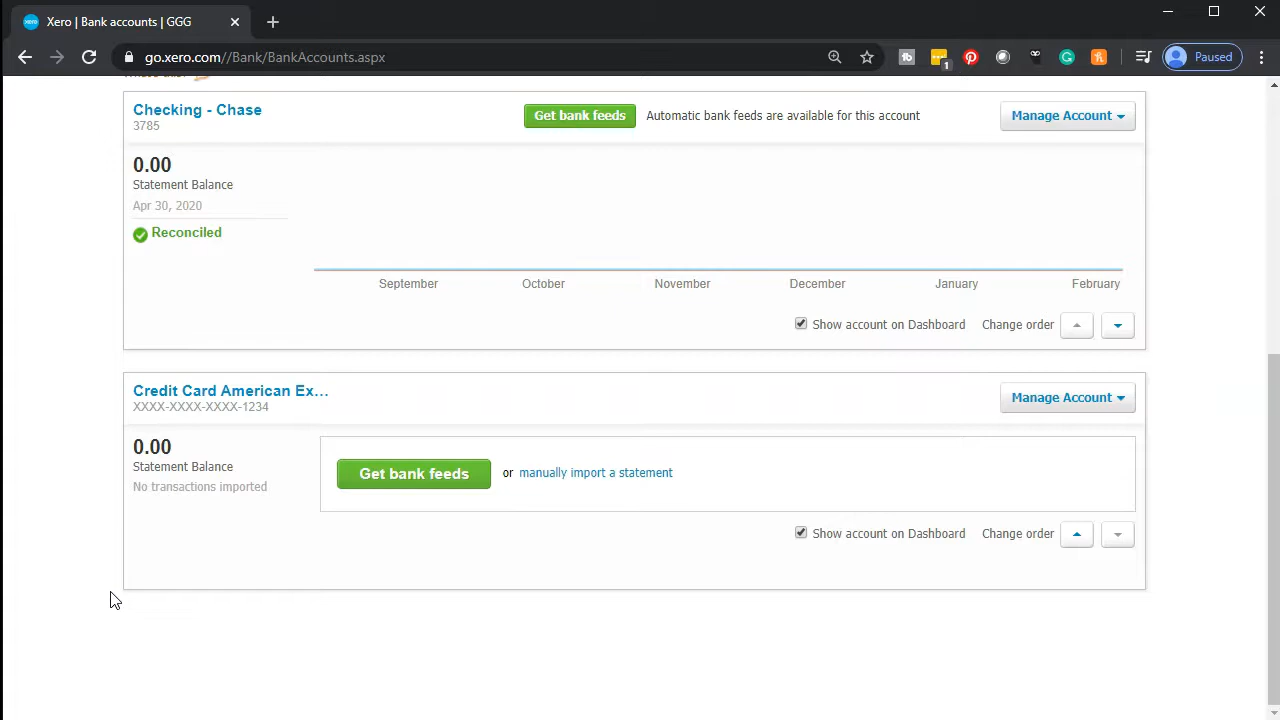 Xero | Bank accounts | GGG
go.xero.com//Bank/BankAccounts.aspx
1
Paused
Checking - Chase
3785
Get bank feeds
Automatic bank feeds are available for this account
Manage Account
0.00
Statement Balance
Apr 30, 2020
Reconciled
September October November December January February
Show account on Dashboard Change order
Credit Card American Ex...
XXXX-XXXX-XXXX-1234
Manage Account
0.00
Statement Balance
No transactions imported
Get bank feeds or manually import a statement
Show account on Dashboard Change order